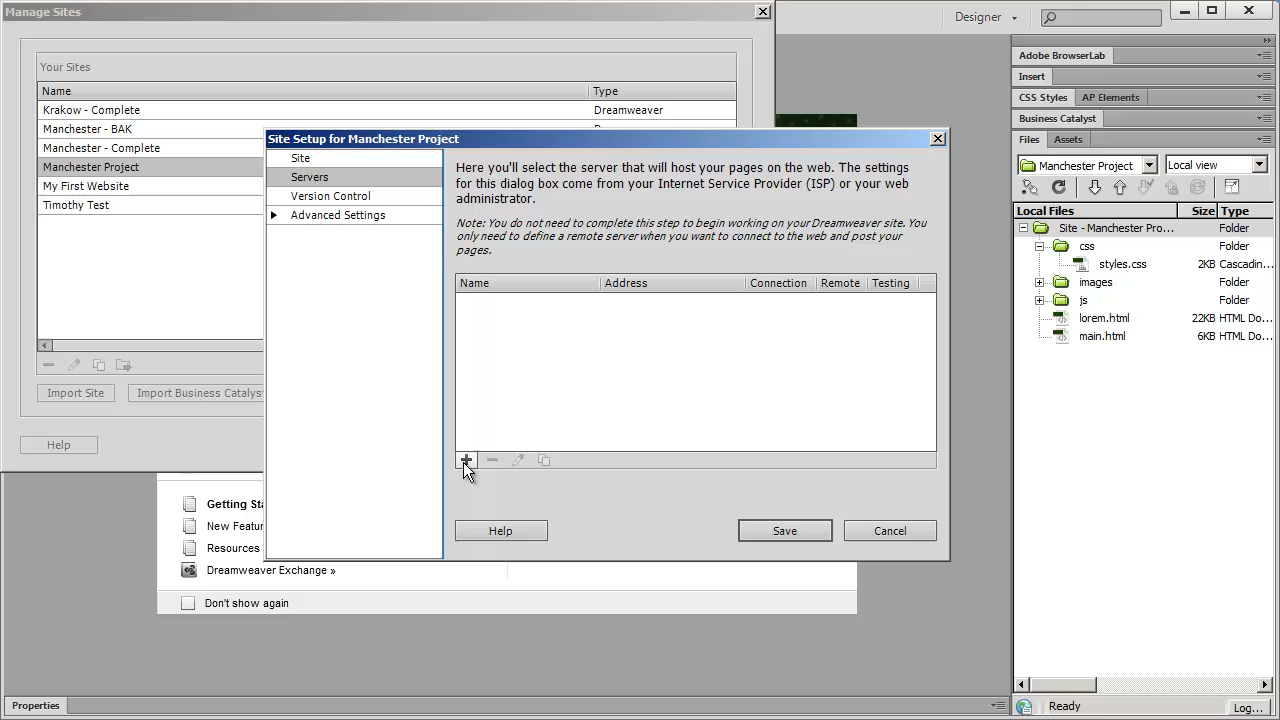 Manage Sites
Designer
Your Sites
Name Type
Krakow - Complete Dreamweaver
Manchester - BAK
Manchester - Complete
Manchester Project
My First Website
Timothy Test
Import Site
Import Business Catalyst
Help
Site Setup for Manchester Project
Site
Servers
Version Control
Advanced Settings
Here you'll select the server that will host your pages on the web. The settings
for this dialog box come from your Internet Service Provider (ISP) or your web
administrator.
Note: You do not need to complete this step to begin working on your Dreamweaver site. You
only need to define a remote server when you want to connect to the web and post your
pages.
Name Address Connection Remote Testing
Help
Save
Cancel
Getting Sta
New Featur
Resources
Dreamweaver Exchange »
Don't show again
Properties
Adobe BrowserLab
Insert
CSS Styles AP Elements
Business Catalyst
Files Assets
Manchester Project Local view
Local Files Size Type
Site - Manchester Pro... Folder
css Folder
styles.css 2KB Cascadin...
images Folder
js Folder
lorem.html 22KB HTML Do...
main.html 6KB HTML Do...
Ready Log...